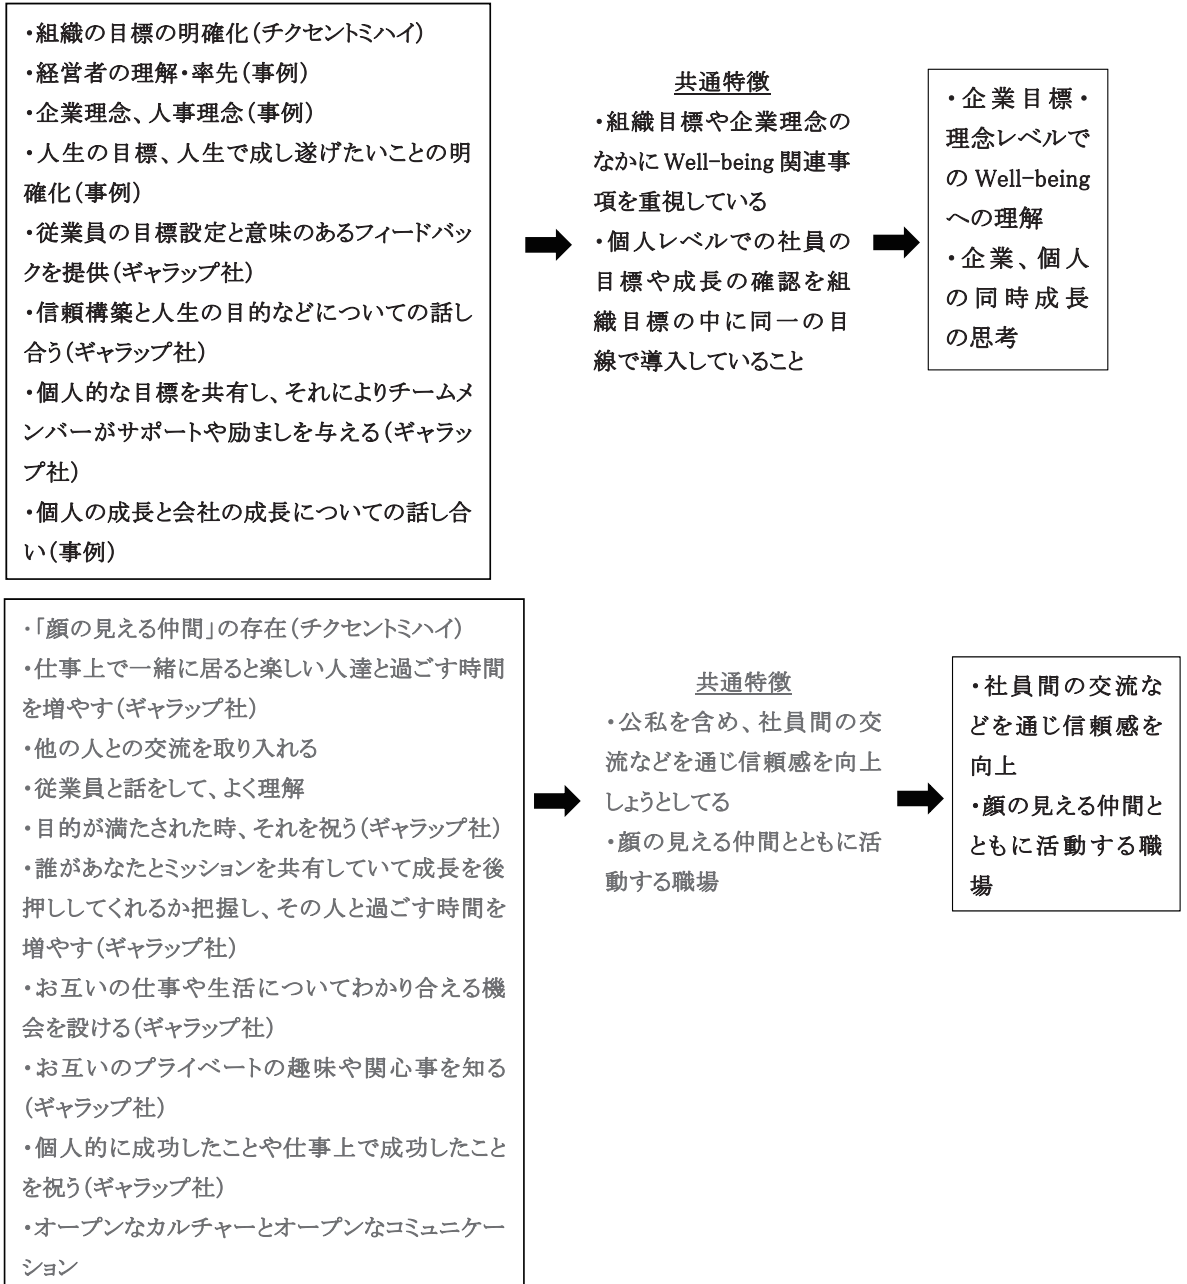 ・組織の目標の明確化(チクセントミハイ)
・経営者の理解・率先(事例)
・企業理念、人事理念(事例)
・人生の目標、人生で成し遂げたいことの明
確化(事例)
・従業員の目標設定と意味のあるフィードバッ
クを提供(ギャラップ社)
・信頼構築と人生の目的などについての話し
合う(ギャラップ社)
・個人的な目標を共有し、それによりチームメ
ンバーがサポートや励ましを与える(ギャラッ
プ社)
・個人の成長と会社の成長についての話し合
い(事例)
共通特徴
・組織目標や企業理念の
なかに Well-being 関連事
項を重視している
・個人レベルでの社員の
目標や成長の確認を組
織目標の中に同一の目
線で導入していること
・企業目標・
理念レベルで
の Well-being
への理解
・企業、個人
の同時成長
の思考
・「顔の見える仲間」の存在(チクセントミハイ)
・仕事上で一緒に居ると楽しい人達と過ごす時間
を増やす(ギャラップ社)
・他の人との交流を取り入れる
・従業員と話をして、よく理解
・目的が満たされた時、それを祝う(ギャラップ社)
・誰があなたとミッションを共有していて成長を後
押ししてくれるか把握し、その人と過ごす時間を
増やす(ギャラップ社)
・お互いの仕事や生活についてわかり合える機
会を設ける(ギャラップ社)
・お互いのプライベートの趣味や関心事を知る
(ギャラップ社)
・個人的に成功したことや仕事上で成功したこと
を祝う(ギャラップ社)
・オープンなカルチャーとオープンなコミュニケー
ション
共通特徴
・公私を含め、社員間の交
流などを通じ信頼感を向上
しょうとしてる
・顔の見える仲間とともに活
動する職場
・社員間の交流な
どを通じ信頼感を
向上
・顔の見える仲間と
ともに活動する職
場